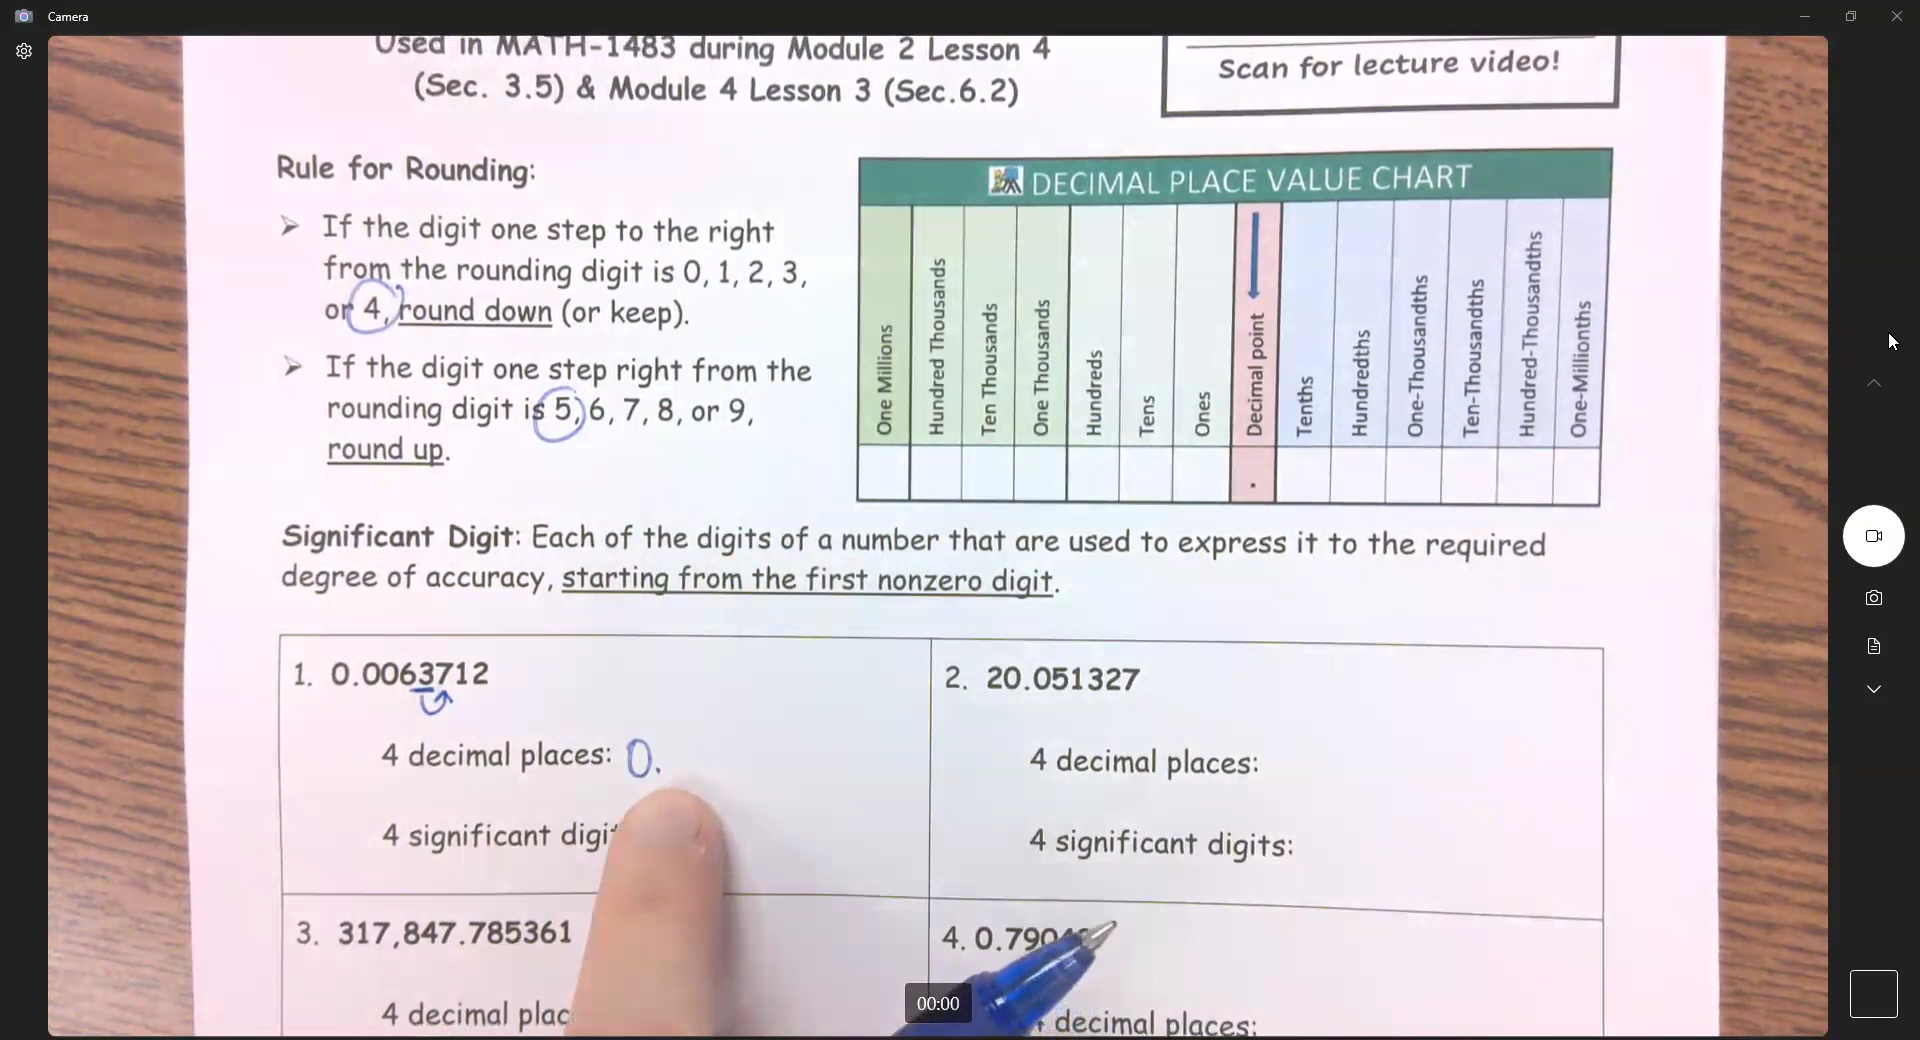 Camera
Used in MATH-1483 during Module 2 Lesson 4
(Sec. 3.5) & Module 4 Lesson 3 (Sec.6.2)
Scan for lecture video!
Rule for Rounding:
➢ If the digit one step to the right
from the rounding digit is 0, 1, 2, 3,
or 4, round down (or keep).
➢ If the digit one step right from the
rounding digit is 5, 6, 7, 8, or 9,
round up.
DECIMAL PLACE VALUE CHART
One Millions
Hundred Thousands
Ten Thousands
One Thousands
Hundreds
Tens
Ones
Decimal point
Tenths
Hundredths
One-Thousandths
Ten-Thousandths
Hundred-Thousandths
One-Millionths
.
Significant Digit: Each of the digits of a number that are used to express it to the required
degree of accuracy, starting from the first nonzero digit.
1. 0.0063712
4 decimal places: 0.
4 significant digit
2. 20.051327
4 decimal places:
4 significant digits:
3. 317,847.785361
4 decimal plac
4. 0.790
decimal places:
00:00